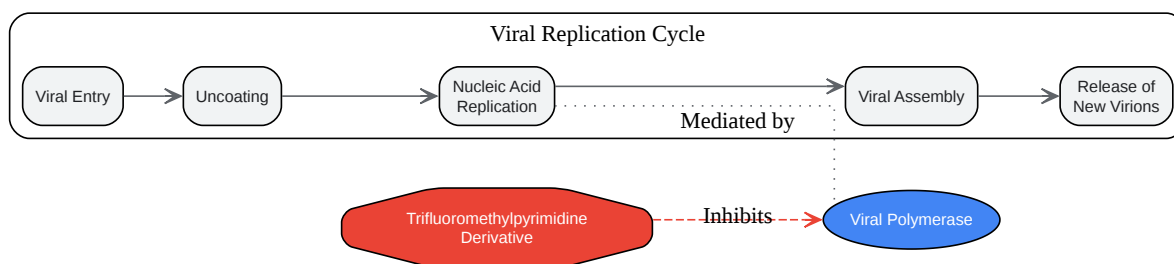 Viral Replication Cycle
Viral Entry
Uncoating
Nucleic Acid
Replication
Viral Assembly
Release of
New Virions
Mediated by
Trifluoromethylpyrimidine
Derivative
Inhibits
Viral Polymerase